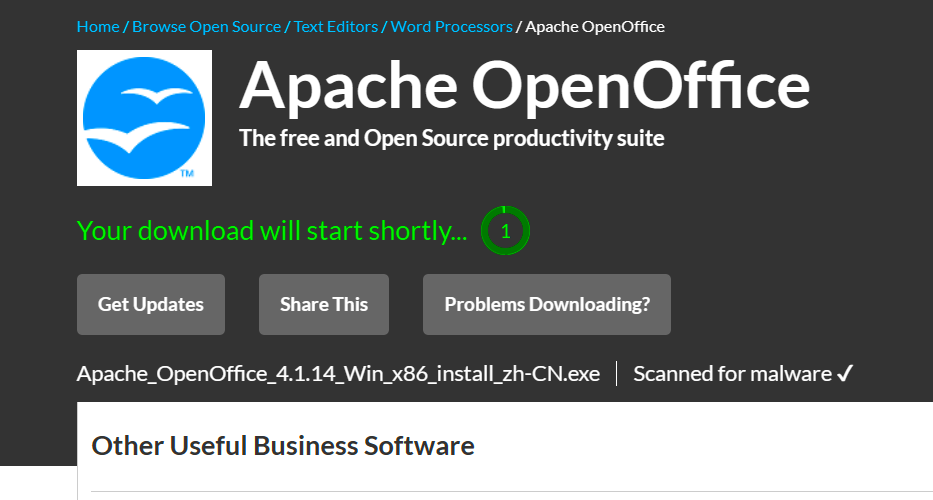 Home / Browse Open Source / Text Editors / Word Processors / Apache OpenOffice
Apache OpenOffice
The free and Open Source productivity suite
TM
Your download will start shortly... 1
Get Updates Share This Problems Downloading?
Apache_OpenOffice_4.1.14_Win_x86_install_zh-CN.exe Scanned for malware ✓
Other Useful Business Software